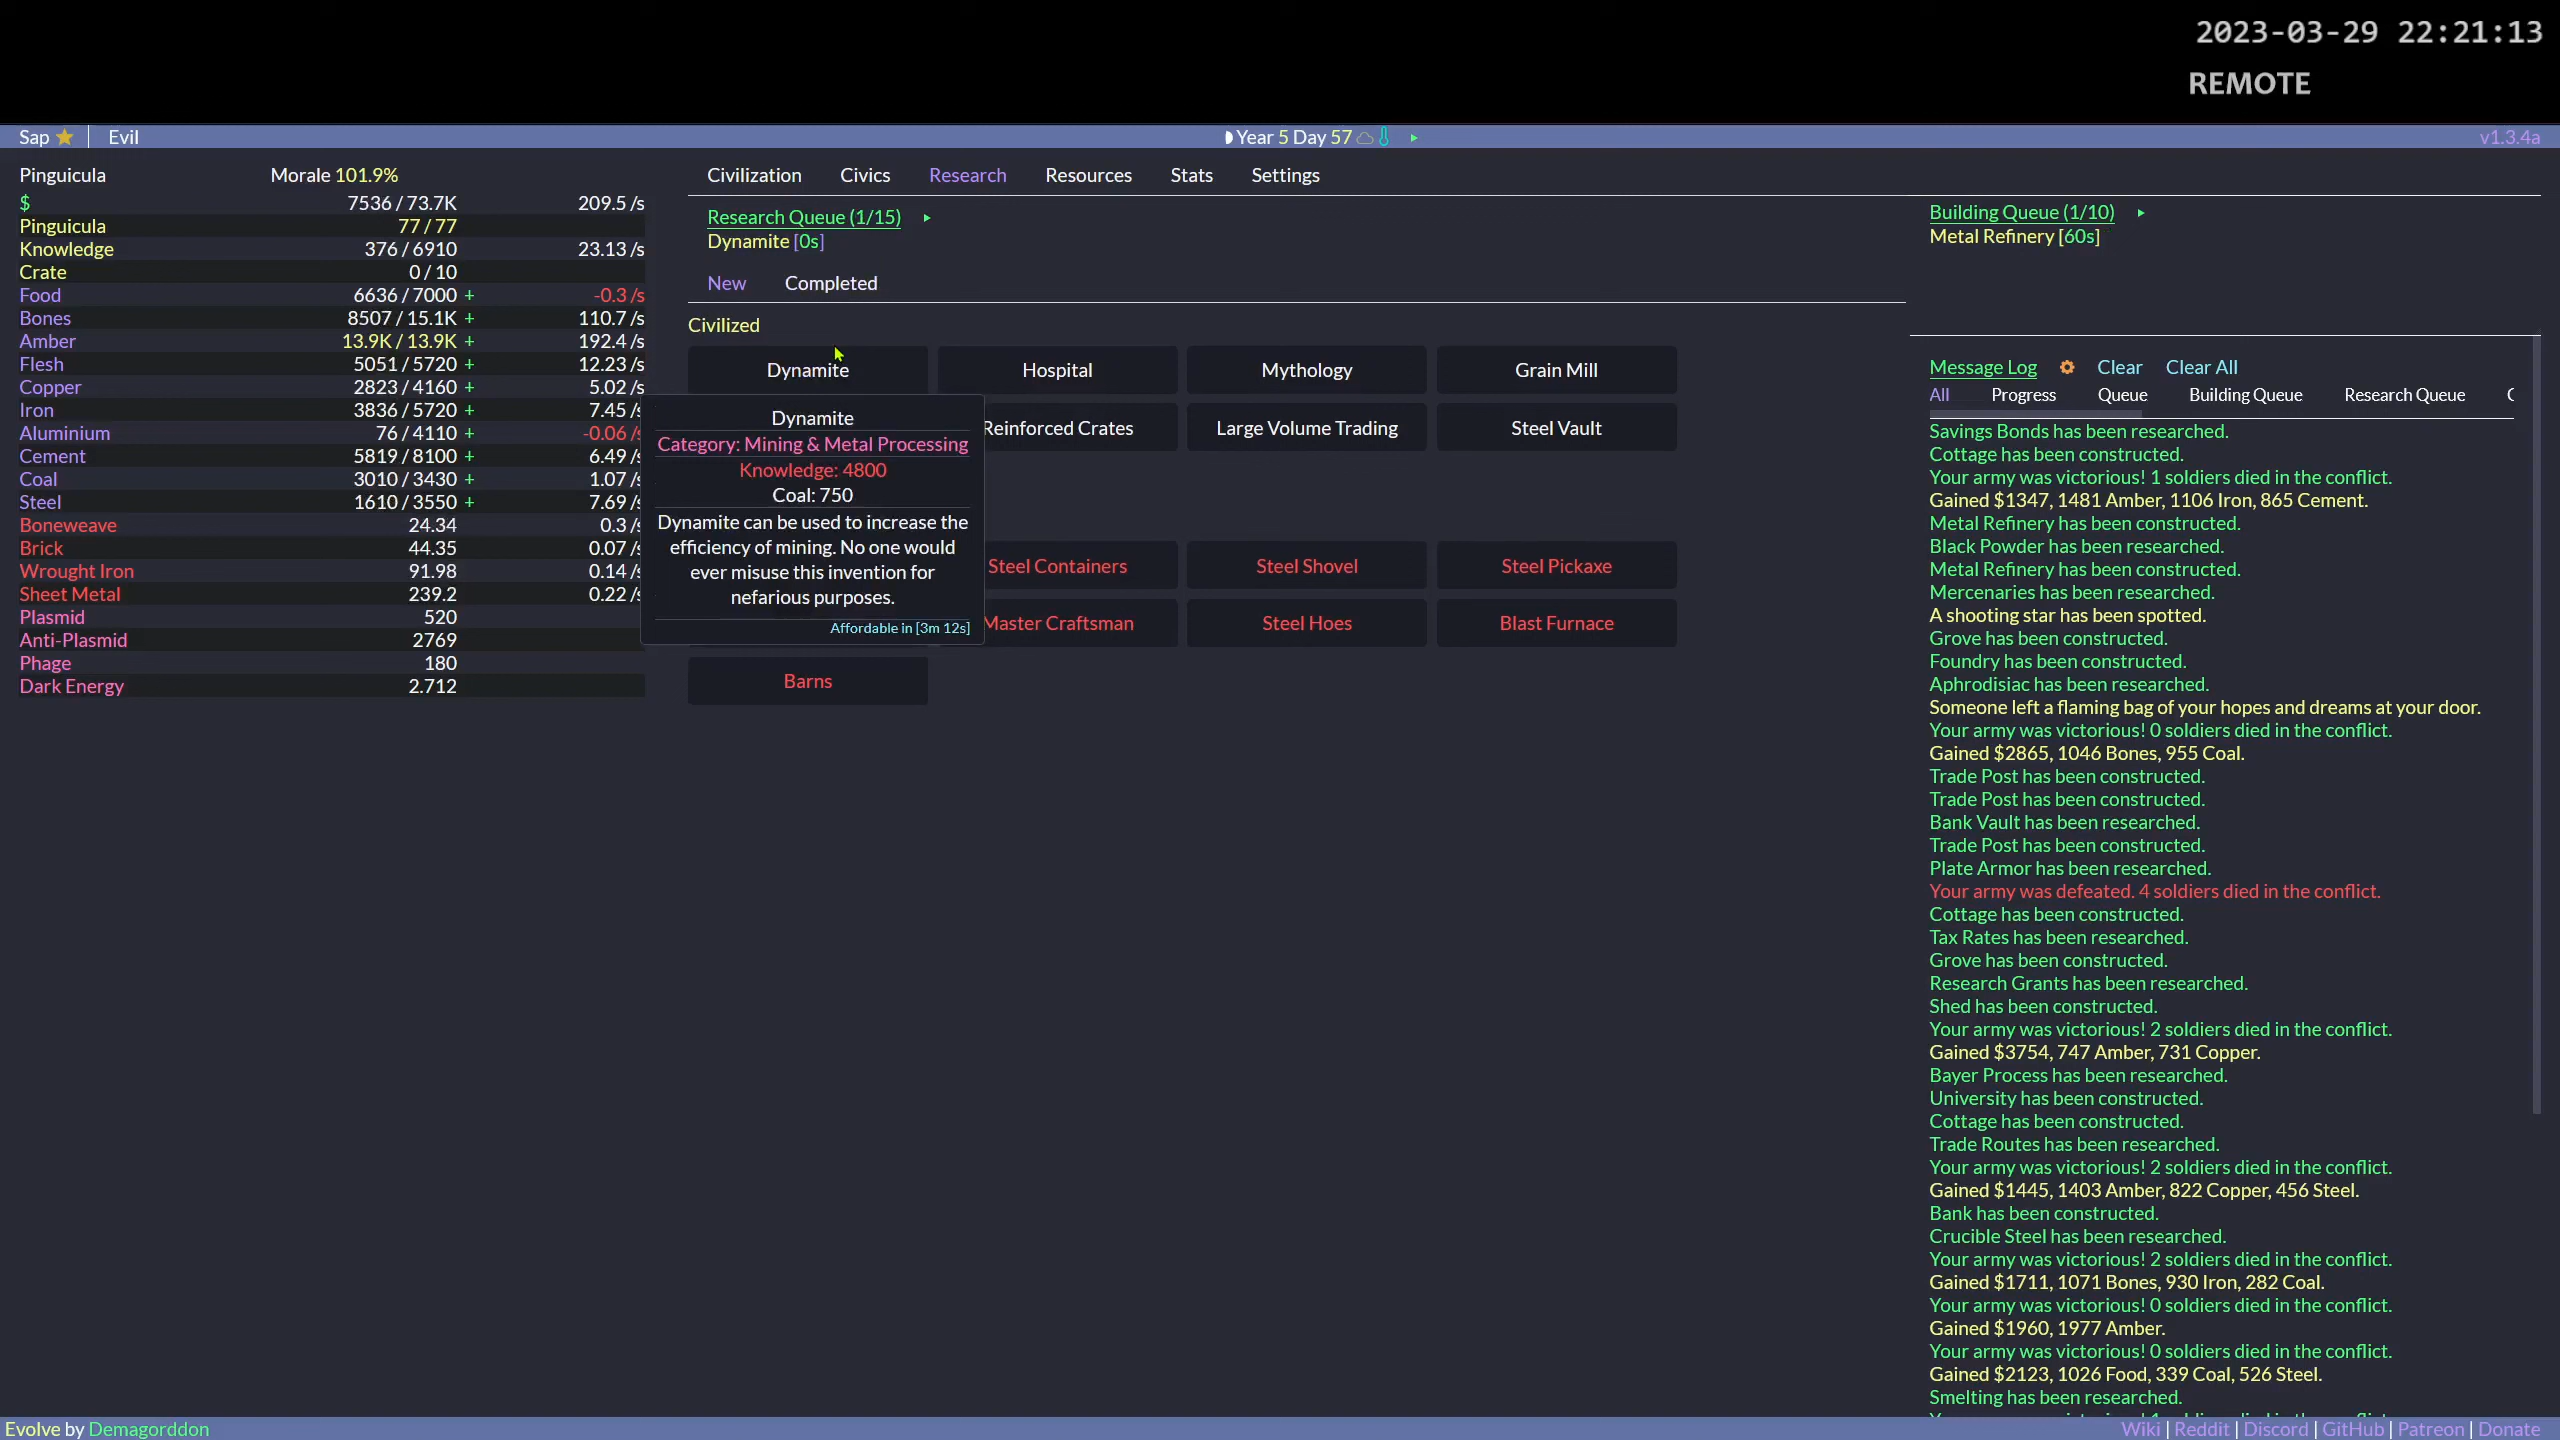 2023-03-29 22:21:13
REMOTE
Sap | Evil
Year 5 Day 57
v1.3.4a
Pinguicula Morale 101.9%
$ 7536 / 73.7K 209.5 /s
Pinguicula 77 / 77
Knowledge 376 / 6910 23.13 /s
Crate 0 / 10
Food 6636 / 7000 + -0.3 /s
Bones 8507 / 15.1K + 110.7 /s
Amber 13.9K / 13.9K + 192.4 /s
Flesh 5051 / 5720 + 12.23 /s
Copper 2823 / 4160 + 5.02 /s
Iron 3836 / 5720 + 7.45 /s
Aluminium 76 / 4110 + -0.06 /s
Cement 5819 / 8100 + 6.49 /s
Coal 3010 / 3430 + 1.07 /s
Steel 1610 / 3550 + 7.69 /s
Boneweave 24.34 0.3 /s
Brick 44.35 0.07 /s
Wrought Iron 91.98 0.14 /s
Sheet Metal 239.2 0.22 /s
Plasmid 520
Anti-Plasmid 2769
Phage 180
Dark Energy 2.712
Civilization Civics Research Resources Stats Settings
Research Queue (1/15)
Dynamite [0s]
New Completed
Civilized
Dynamite Hospital Mythology Grain Mill
Reinforced Crates Large Volume Trading Steel Vault
Dynamite
Category: Mining & Metal Processing
Knowledge: 4800
Coal: 750
Dynamite can be used to increase the
efficiency of mining. No one would
ever misuse this invention for
nefarious purposes.
Affordable in [3m 12s]
Steel Containers Steel Shovel Steel Pickaxe
Master Craftsman Steel Hoes Blast Furnace
Barns
Building Queue (1/10)
Metal Refinery [60s]
Message Log Clear Clear All
All Progress Queue Building Queue Research Queue
Savings Bonds has been researched.
Cottage has been constructed.
Your army was victorious! 1 soldiers died in the conflict.
Gained $1347, 1481 Amber, 1106 Iron, 865 Cement.
Metal Refinery has been constructed.
Black Powder has been researched.
Metal Refinery has been constructed.
Mercenaries has been researched.
A shooting star has been spotted.
Grove has been constructed.
Foundry has been constructed.
Aphrodisiac has been researched.
Someone left a flaming bag of your hopes and dreams at your door.
Your army was victorious! 0 soldiers died in the conflict.
Gained $2865, 1046 Bones, 955 Coal.
Trade Post has been constructed.
Trade Post has been constructed.
Bank Vault has been researched.
Trade Post has been constructed.
Plate Armor has been researched.
Your army was defeated. 4 soldiers died in the conflict.
Cottage has been constructed.
Tax Rates has been researched.
Grove has been constructed.
Research Grants has been researched.
Shed has been constructed.
Your army was victorious! 2 soldiers died in the conflict.
Gained $3754, 747 Amber, 731 Copper.
Bayer Process has been researched.
University has been constructed.
Cottage has been constructed.
Trade Routes has been researched.
Your army was victorious! 2 soldiers died in the conflict.
Gained $1445, 1403 Amber, 822 Copper, 456 Steel.
Bank has been constructed.
Crucible Steel has been researched.
Your army was victorious! 2 soldiers died in the conflict.
Gained $1711, 1071 Bones, 930 Iron, 282 Coal.
Your army was victorious! 0 soldiers died in the conflict.
Gained $1960, 1977 Amber.
Your army was victorious! 0 soldiers died in the conflict.
Gained $2123, 1026 Food, 339 Coal, 526 Steel.
Smelting has been researched.
Evolve by Demagorddon
Wiki | Reddit | Discord | GitHub | Patreon | Donate